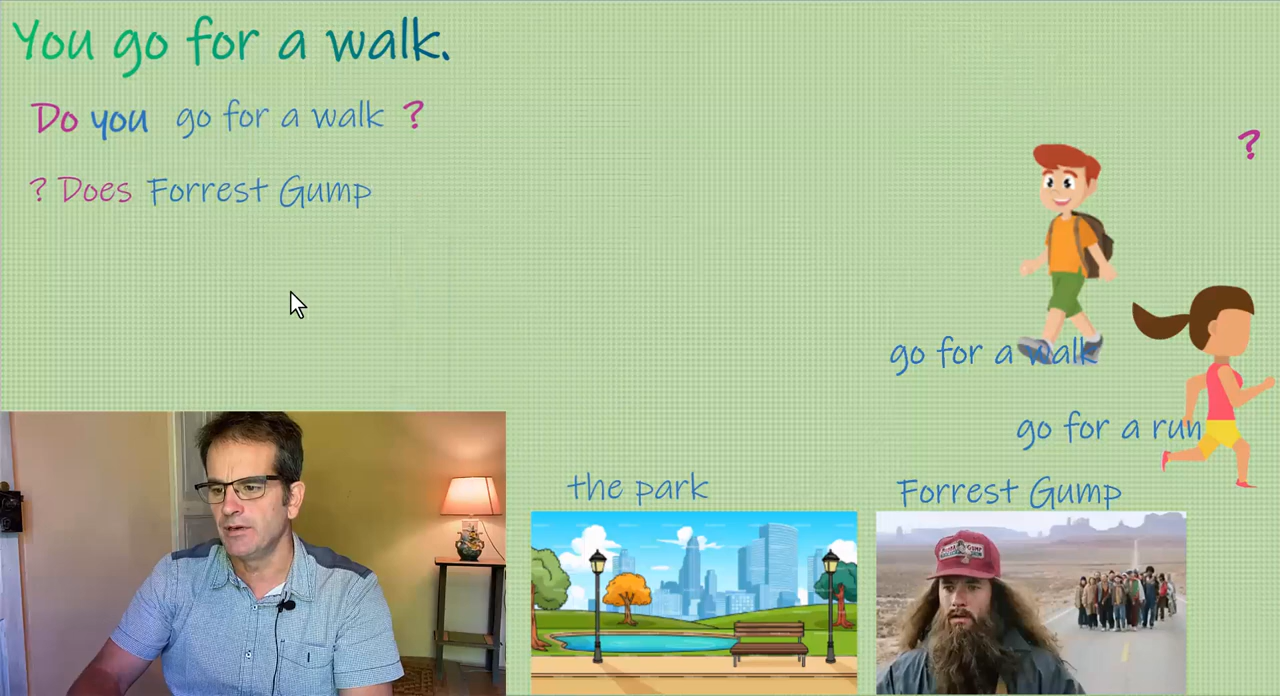 You go for a walk.
Do you go for a walk ?
? Does Forrest Gump
?
go for a walk
go for a run
the park
Forrest Gump